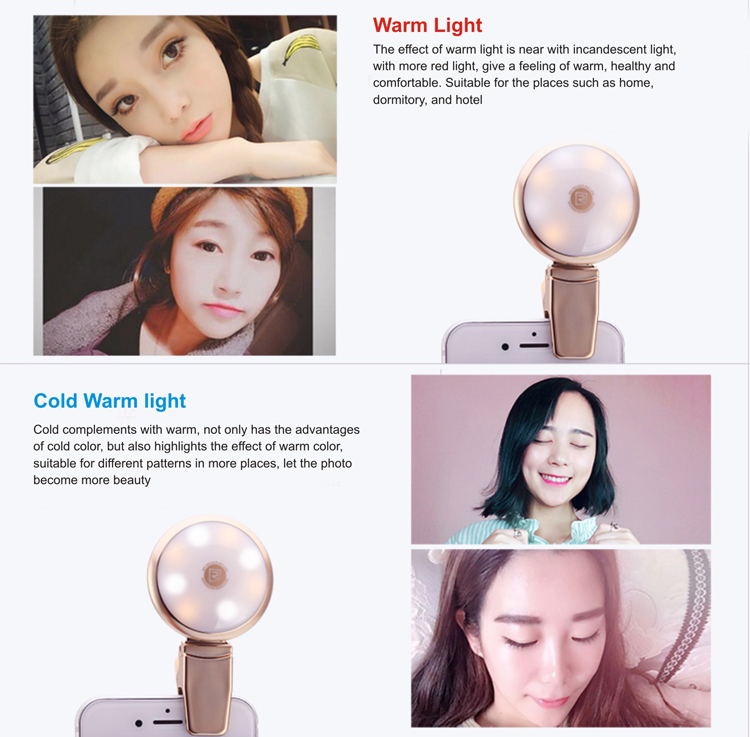 Warm Light
The effect of warm light is near with incandescent light,
with more red light, give a feeling of warm, healthy and
comfortable. Suitable for the places such as home,
dormitory, and hotel
Cold Warm light
Cold complements with warm, not only has the advantages
of cold color, but also highlights the effect of warm color,
suitable for different patterns in more places, let the photo
become more beauty